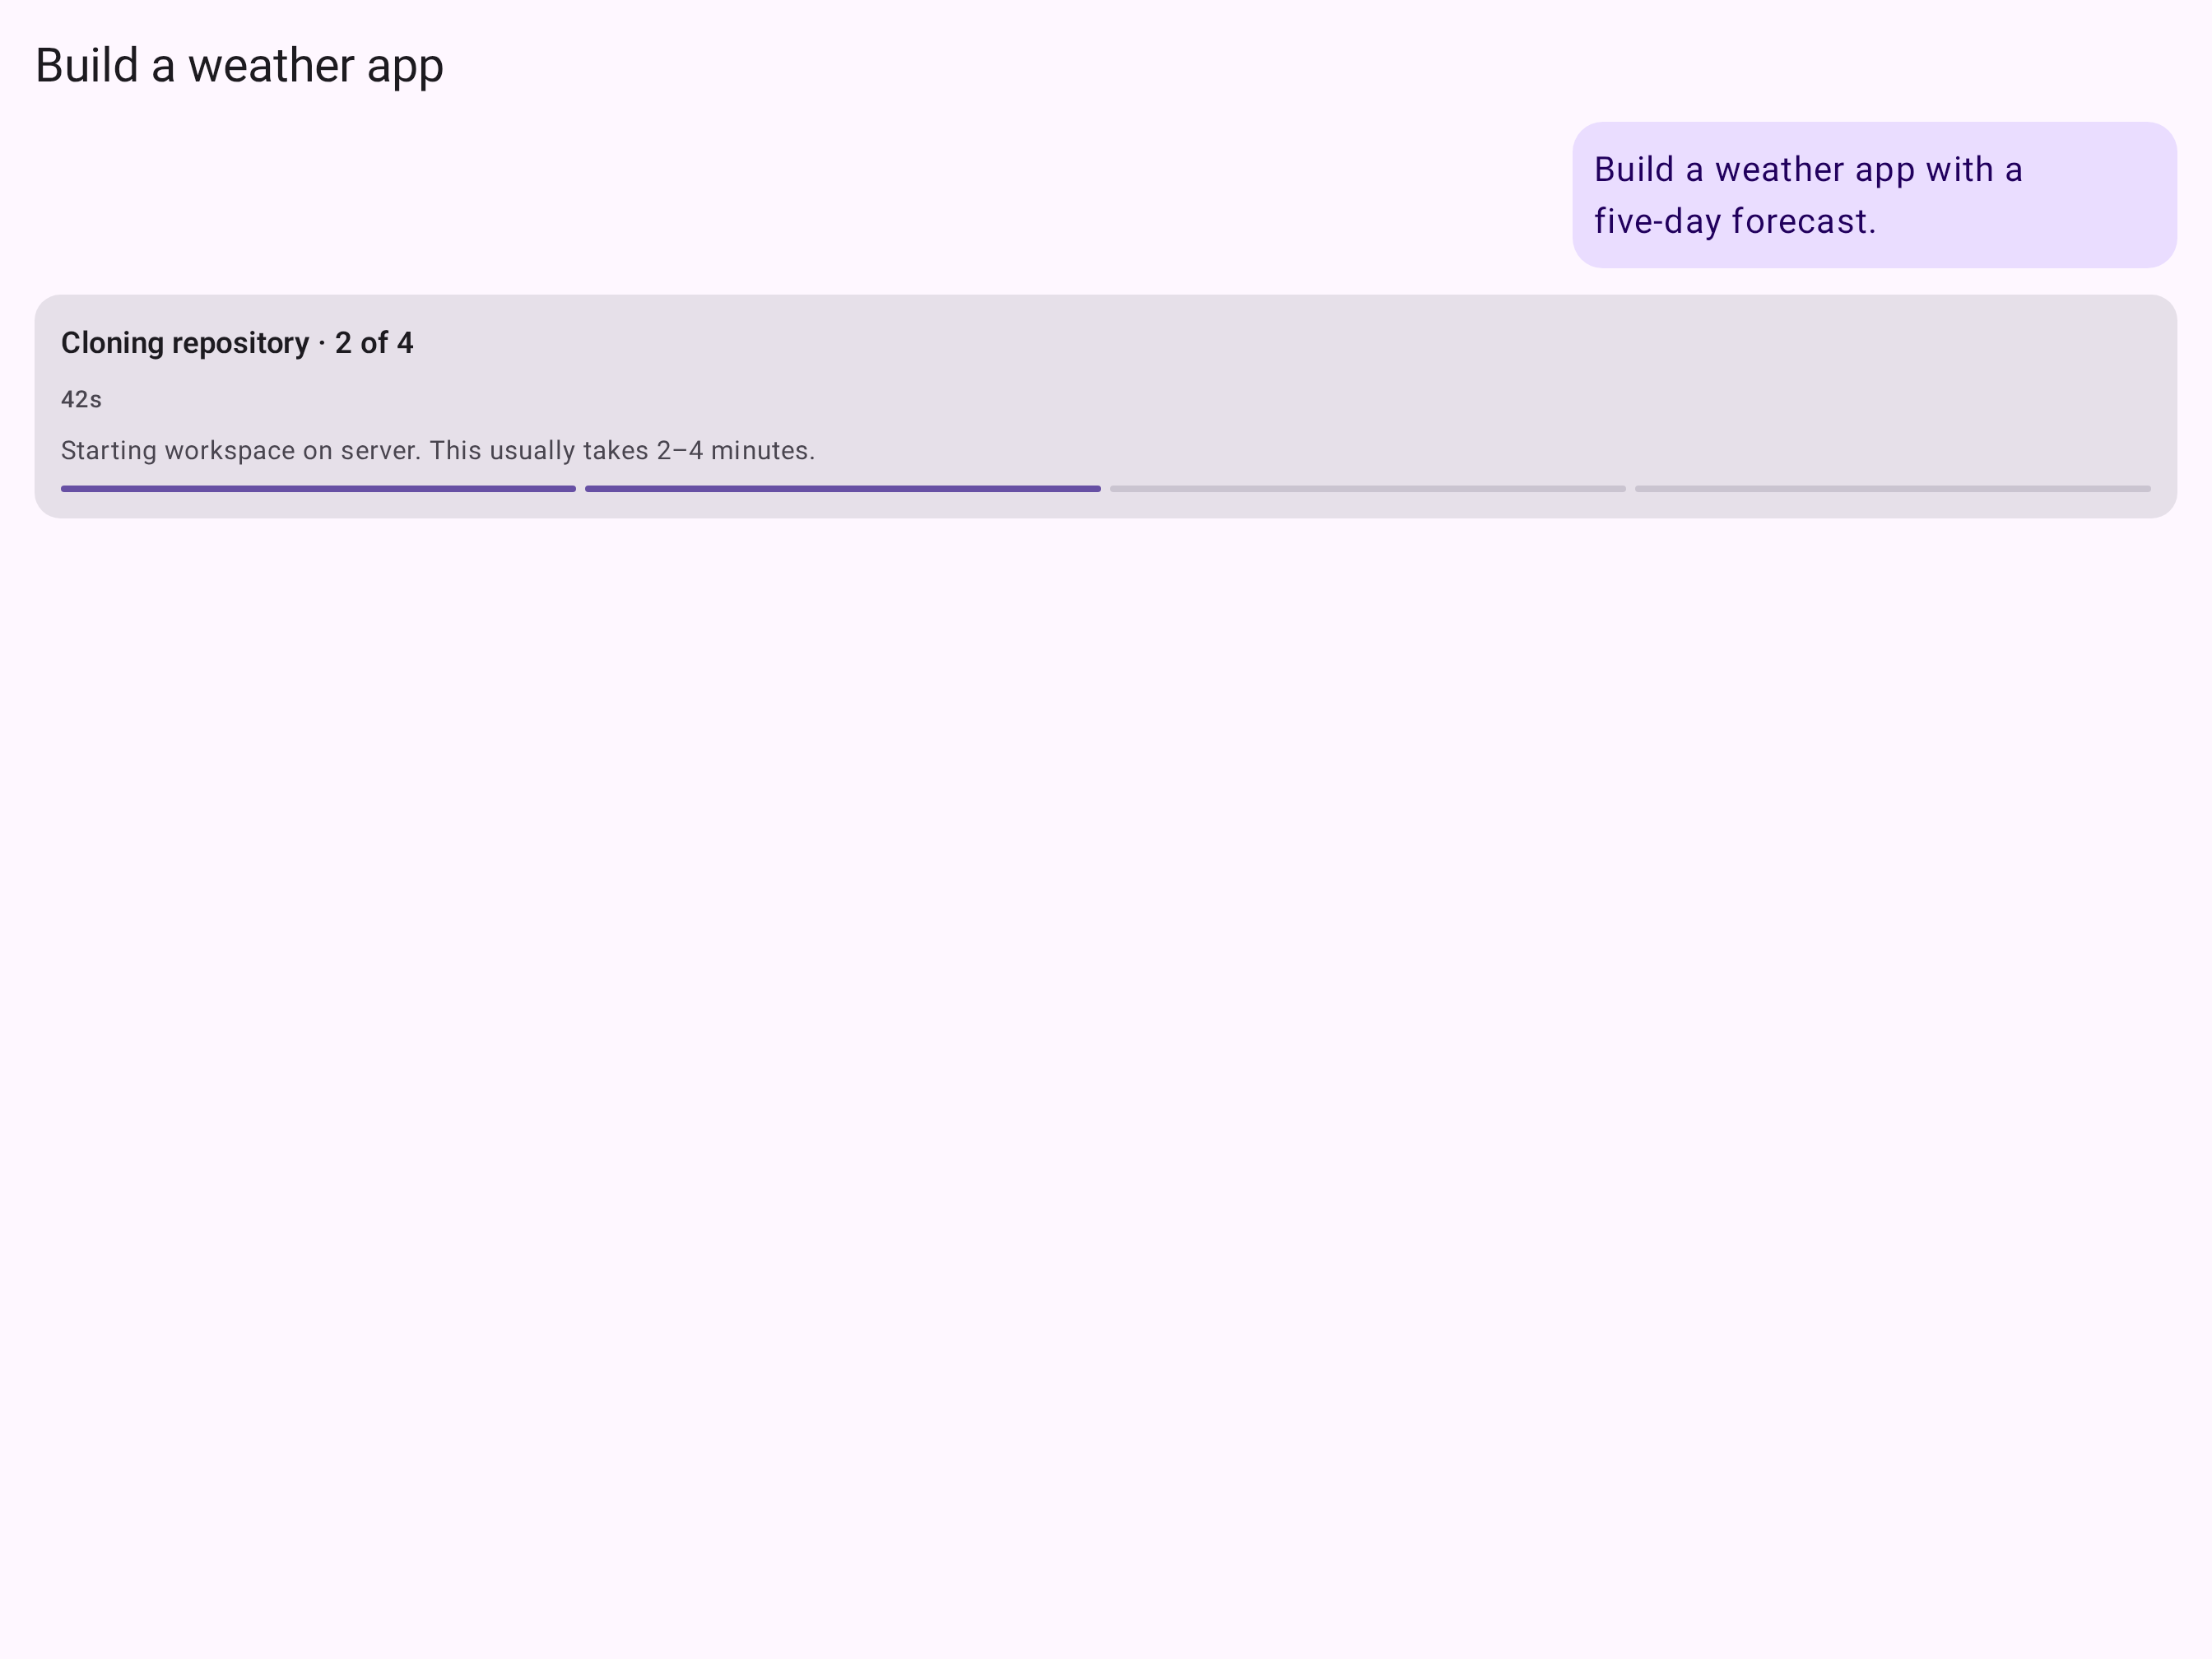 Build a weather app
Build a weather app with a
five-day forecast.
Cloning repository · 2 of 4
42s
Starting workspace on server. This usually takes 2–4 minutes.